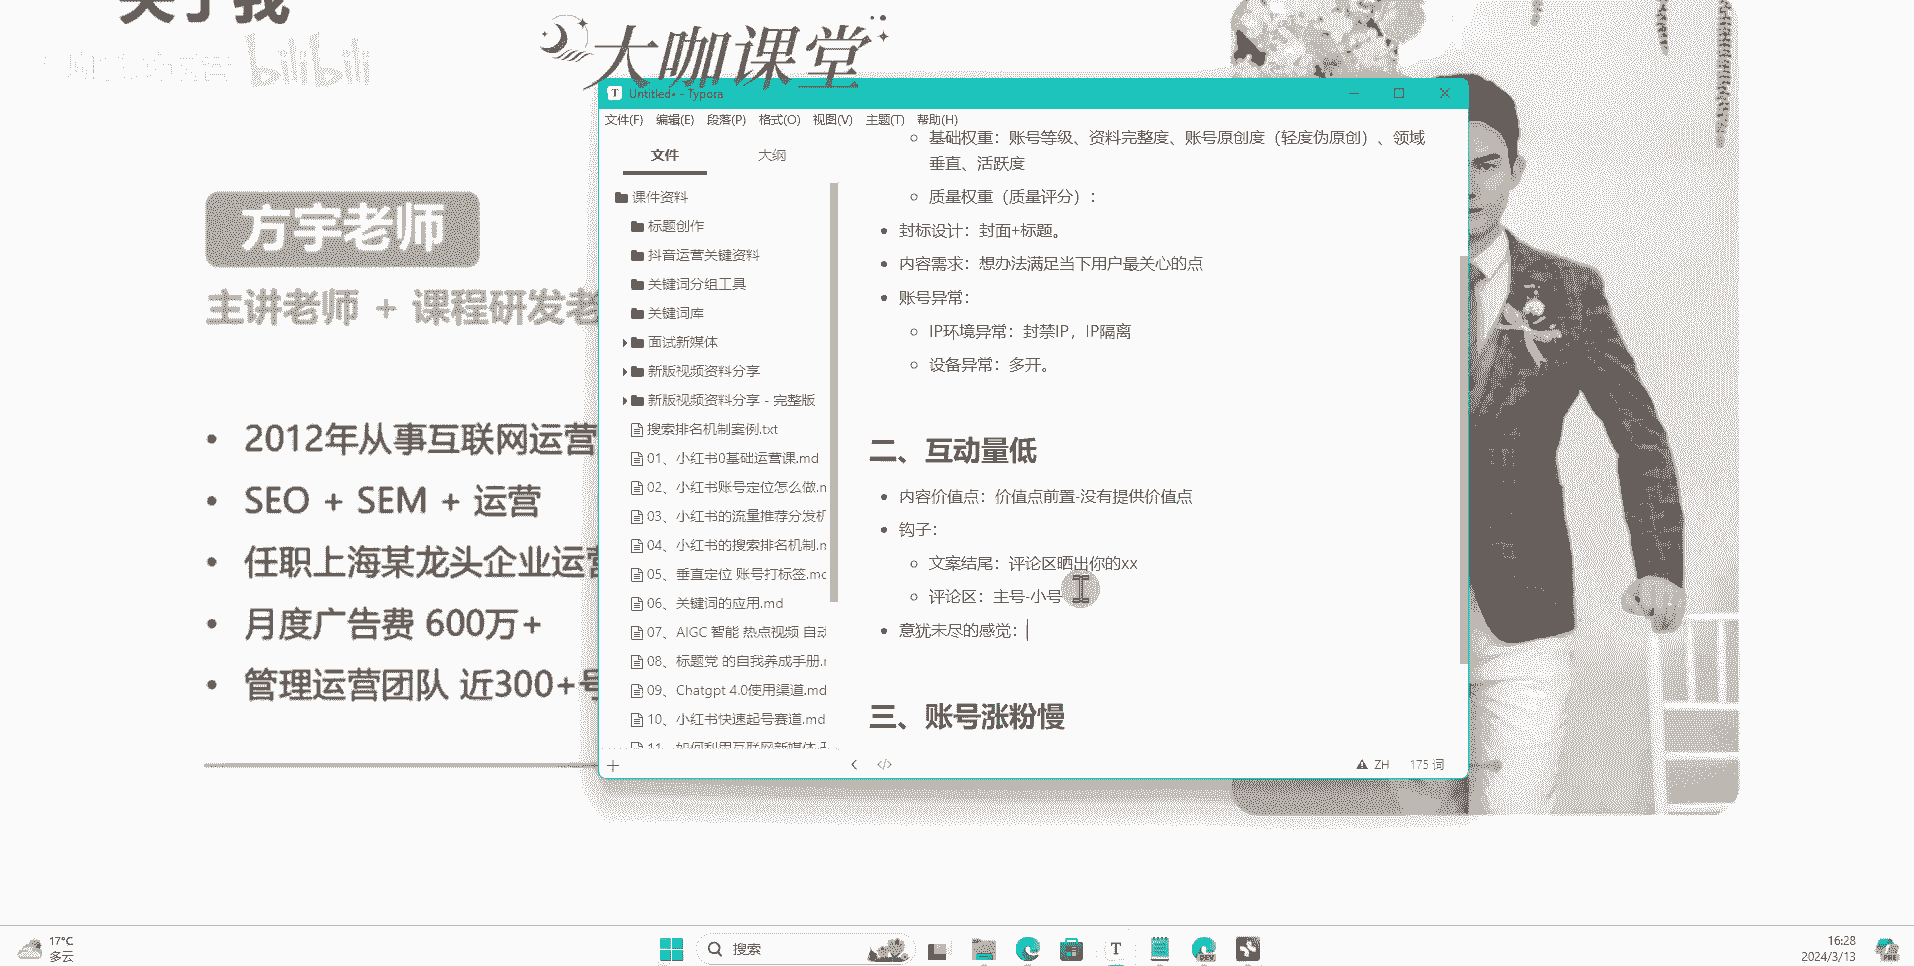 关于我
bilibili
大咖课堂
方宇老师
主讲老师 + 课程研发老
2012年从事互联网运营
SEO + SEM + 运营
任职上海某龙头企业运营
月度广告费 600万+
管理运营团队 近300+号
Untitled• - Typora
文件(F) 编辑(E) 段落(P) 格式(O) 视图(V) 主题(T) 帮助(H)
文件 大纲
课件资料
标题创作
抖音运营关键资料
关键词分组工具
关键词库
面试新媒体
新版视频资料分享
新版视频资料分享 - 完整版
搜索排名机制案例.txt
01、小红书0基础运营课.md
02、小红书账号定位怎么做.m
03、小红书的流量推荐分发机
04、小红书的搜索排名机制.m
05、垂直定位 账号打标签.mc
06、关键词的应用.md
07、AIGC 智能 热点视频 自动
08、标题党 的自我养成手册.r
09、Chatgpt 4.0使用渠道.md
10、小红书快速起号赛道.md
11、如何利用互联网新媒体
基础权重：账号等级、资料完整度、账号原创度（轻度伪原创）、领域
垂直、活跃度
质量权重（质量评分）：
封标设计：封面+标题。
内容需求：想办法满足当下用户最关心的点
账号异常：
IP环境异常：封禁IP，IP隔离
设备异常：多开。
二、互动量低
内容价值点：价值点前置-没有提供价值点
钩子：
文案结尾：评论区晒出你的xx
评论区：主号-小号
意犹未尽的感觉：
三、账号涨粉慢
ZH 175 词
17°C
多云
搜索
T
DEV
16:28
2024/3/13
PRE